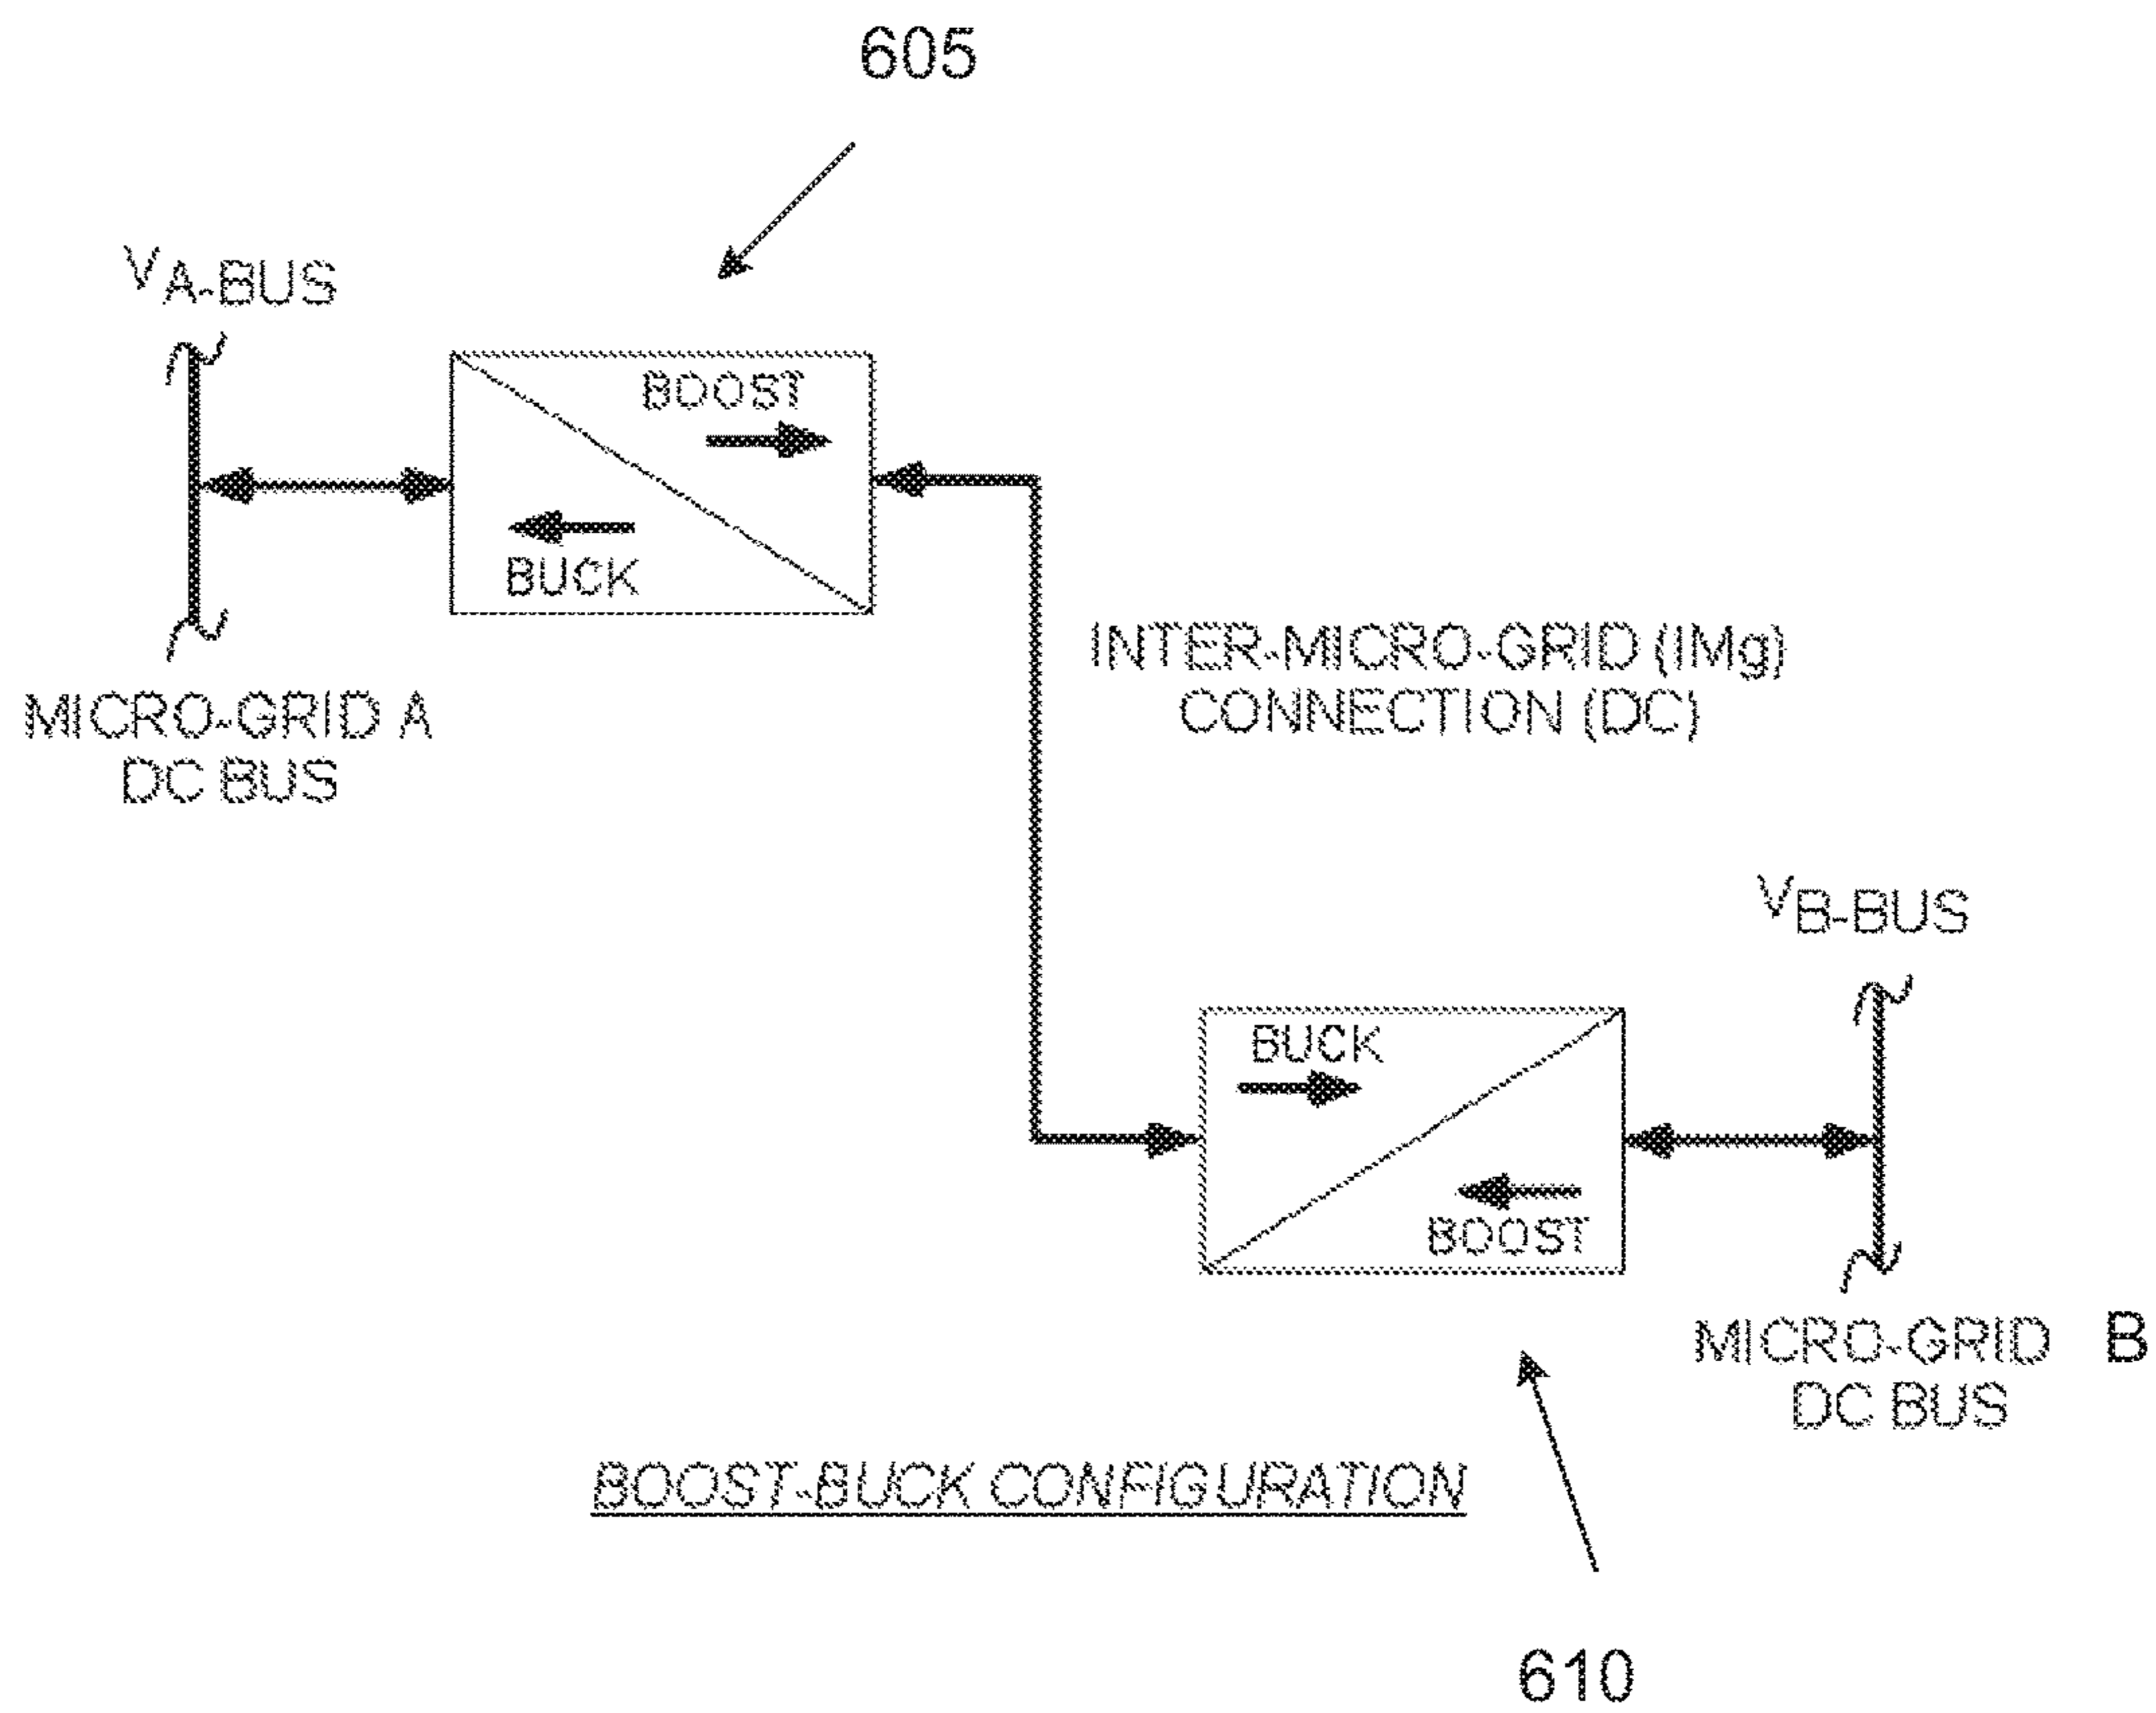 605
VA-BUS
BOOST
BUCK
MICRO-GRID A
DC BUS
INTER-MICRO-GRID (IMg)
CONNECTION (DC)
VB-BUS
BUCK
BOOST
MICRO-GRID B
DC BUS
BOOST-BUCK CONFIGURATION
610